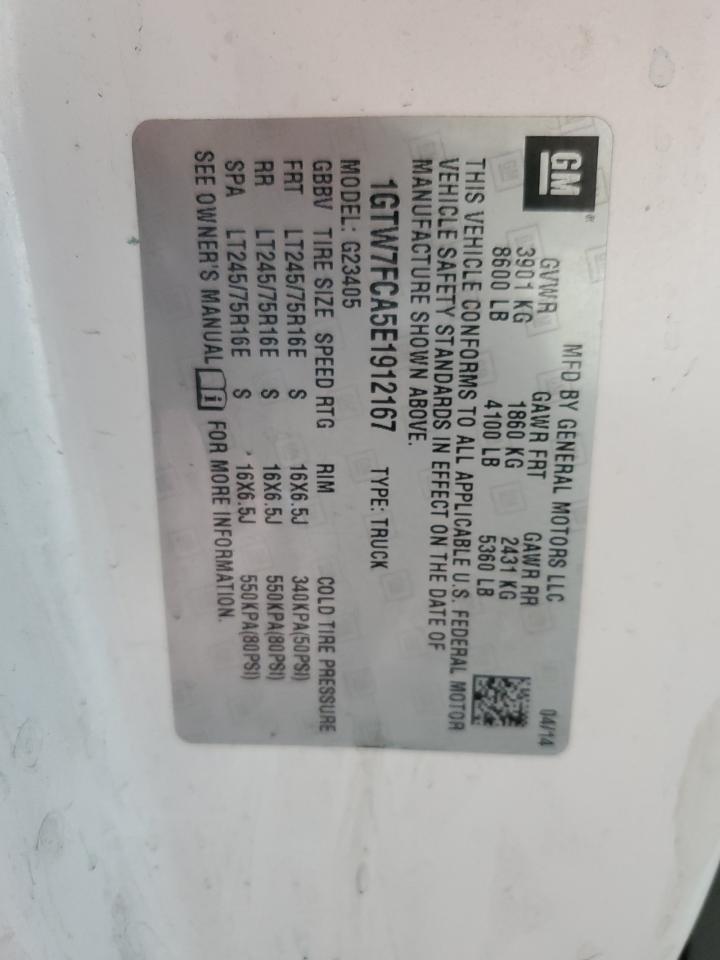 GM
MFD BY GENERAL MOTORS LLC 04/14
GVWR GAWR FRT GAWR RR
3901 KG 1860 KG 2431 KG
8600 LB 4100 LB 5360 LB
THIS VEHICLE CONFORMS TO ALL APPLICABLE U.S. FEDERAL MOTOR
VEHICLE SAFETY STANDARDS IN EFFECT ON THE DATE OF
MANUFACTURE SHOWN ABOVE.
1GTW7FCA5E1912167 TYPE: TRUCK
MODEL: G23405
GBBV TIRE SIZE SPEED RTG RIM COLD TIRE PRESSURE
FRT LT245/75R16E S 16X6.5J 340KPA(50PSI)
RR LT245/75R16E S 16X6.5J 550KPA(80PSI)
SPA LT245/75R16E S 16X6.5J 550KPA(80PSI)
SEE OWNER'S MANUAL i FOR MORE INFORMATION.